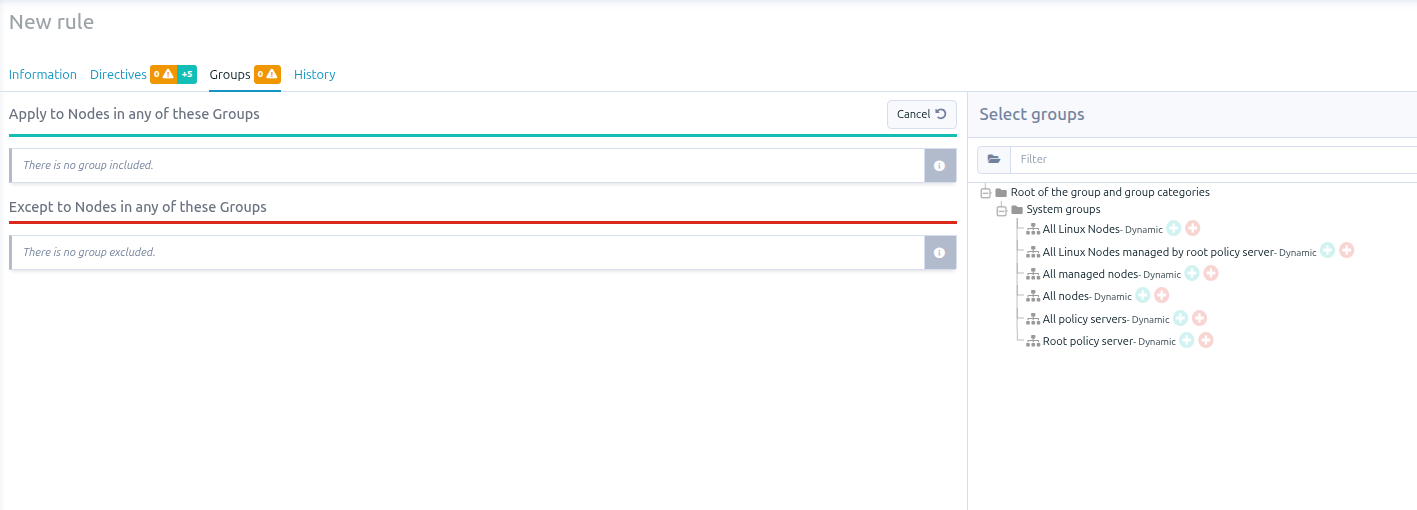 New rule
Information Directives 0 +5 Groups 0 History
Apply to Nodes in any of these Groups
Cancel
There is no group included.
Except to Nodes in any of these Groups
There is no group excluded.
Select groups
Filter
Root of the group and group categories
System groups
All Linux Nodes- Dynamic
All Linux Nodes managed by root policy server- Dynamic
All managed nodes- Dynamic
All nodes- Dynamic
All policy servers- Dynamic
Root policy server- Dynamic